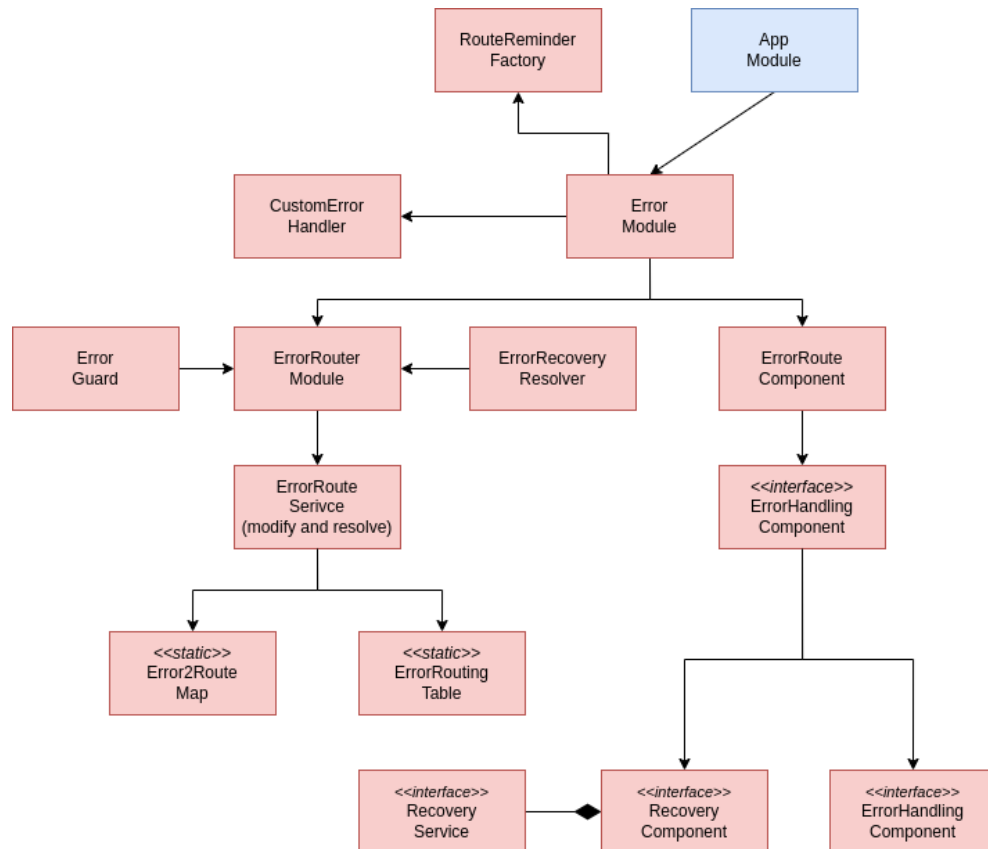 RouteReminder
Factory
App
Module
CustomError
Handler
Error
Module
Error
Guard
ErrorRouter
Module
ErrorRecovery
Resolver
ErrorRoute
Component
ErrorRoute
Serivce
(modify and resolve)
<<interface>>
ErrorHandling
Component
<<static>>
Error2Route
Map
<<static>>
ErrorRouting
Table
<<interface>>
Recovery
Service
<<interface>>
Recovery
Component
<<interface>>
ErrorHandling
Component